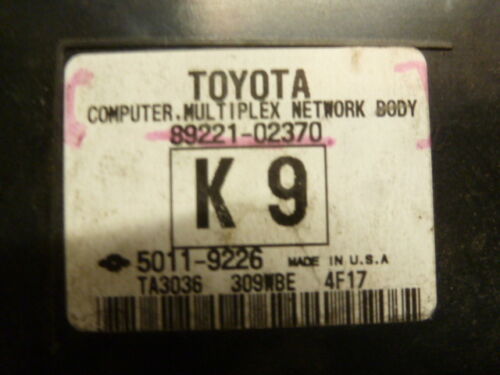 TOYOTA
COMPUTER.MULTIPLEX NETWORK BODY
89221-02370
K 9
5011-9226 MADE IN U.S.A
TA3036 309WBE 4F17